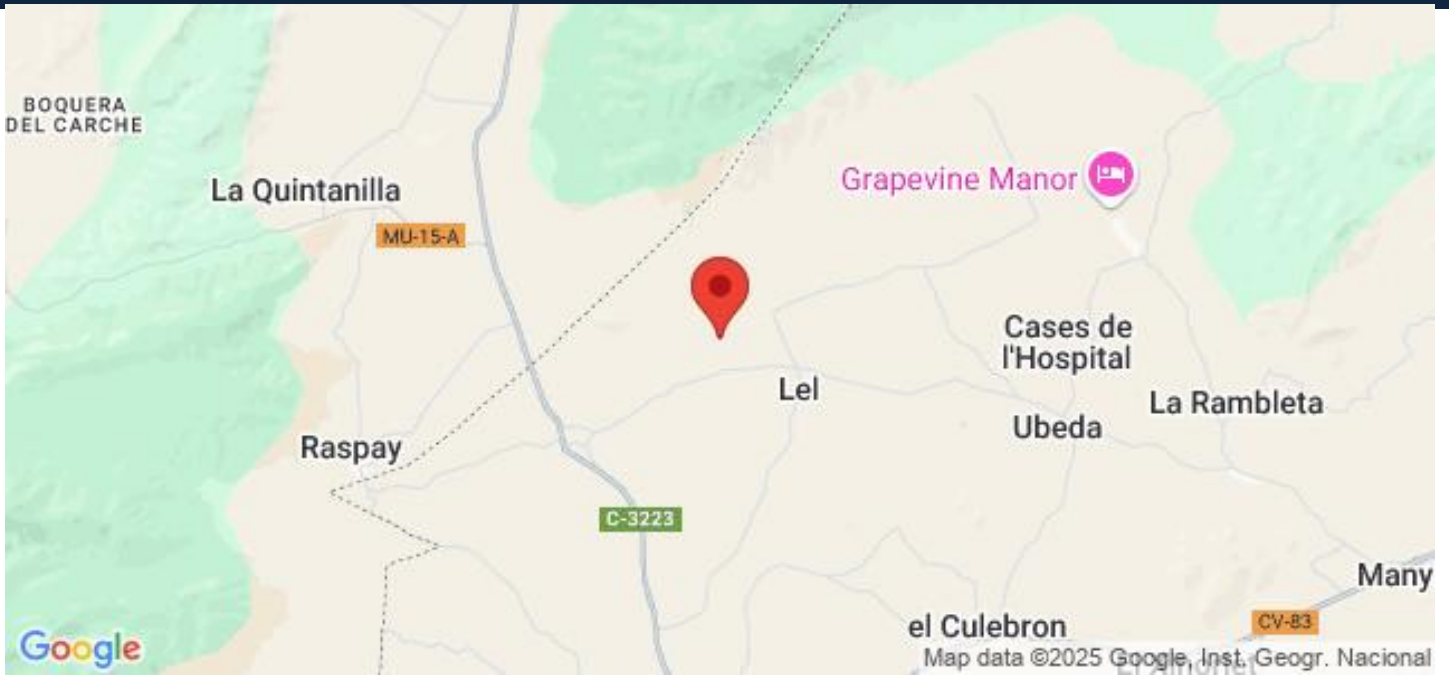 BOQUERA
DEL CARCHE
La Quintanilla
Grapevine Manor
MU-15-A
Cases de
l'Hospital
Lel
La Rambleta
Ubeda
Raspay
C-3223
Many
CV-83
el Culebron
Google
Map data ©2025 Google, Inst. Geogr. Nacional